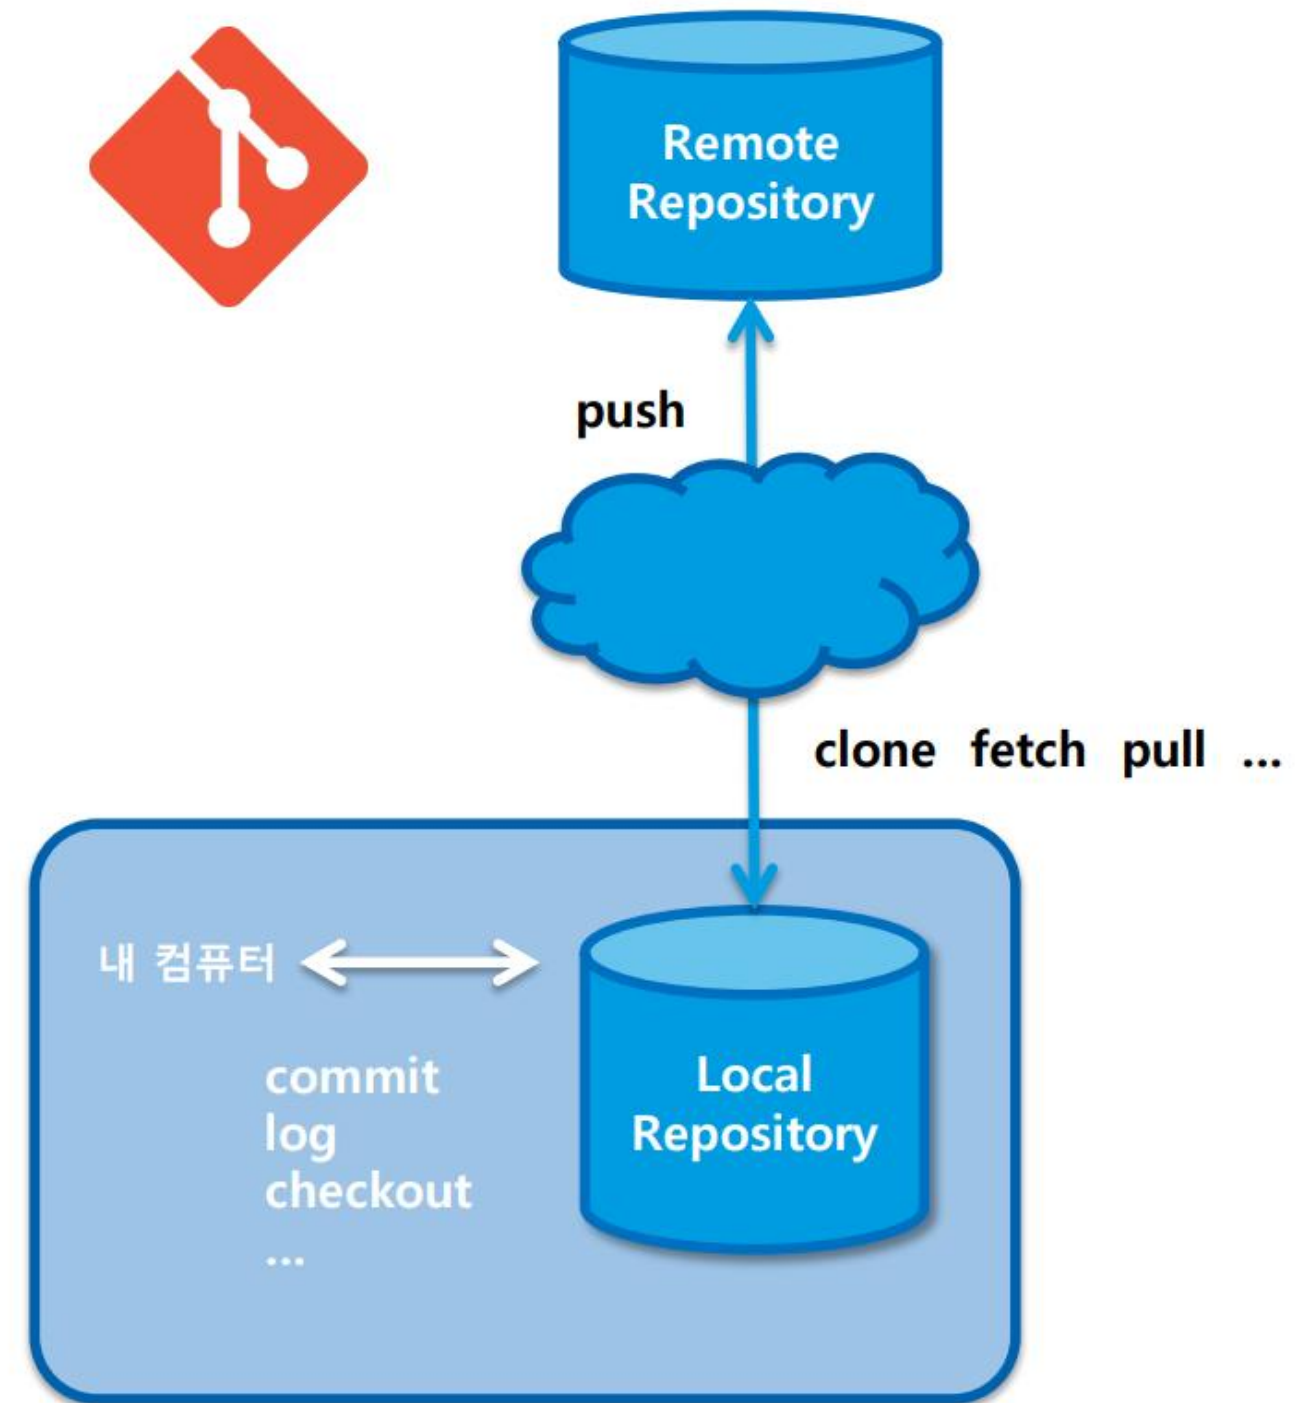 Remote
Repository
push
clone fetch pull ...
내 컴퓨터
commit
log
checkout
...
Local
Repository